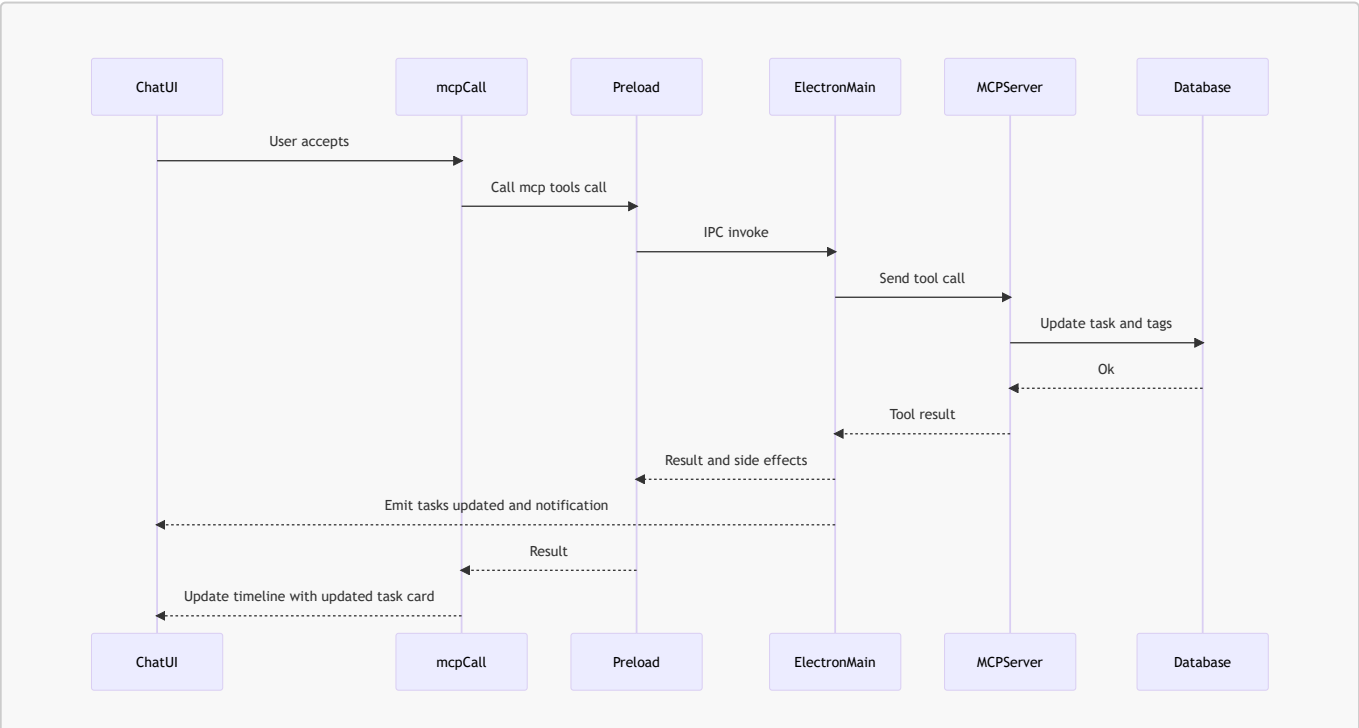 ChatUI
mcpCall
Preload
ElectronMain
MCPServer
Database
User accepts
Call mcp tools call
IPC invoke
Send tool call
Update task and tags
Ok
Tool result
Result and side effects
Emit tasks updated and notification
Result
Update timeline with updated task card
ChatUI
mcpCall
Preload
ElectronMain
MCPServer
Database